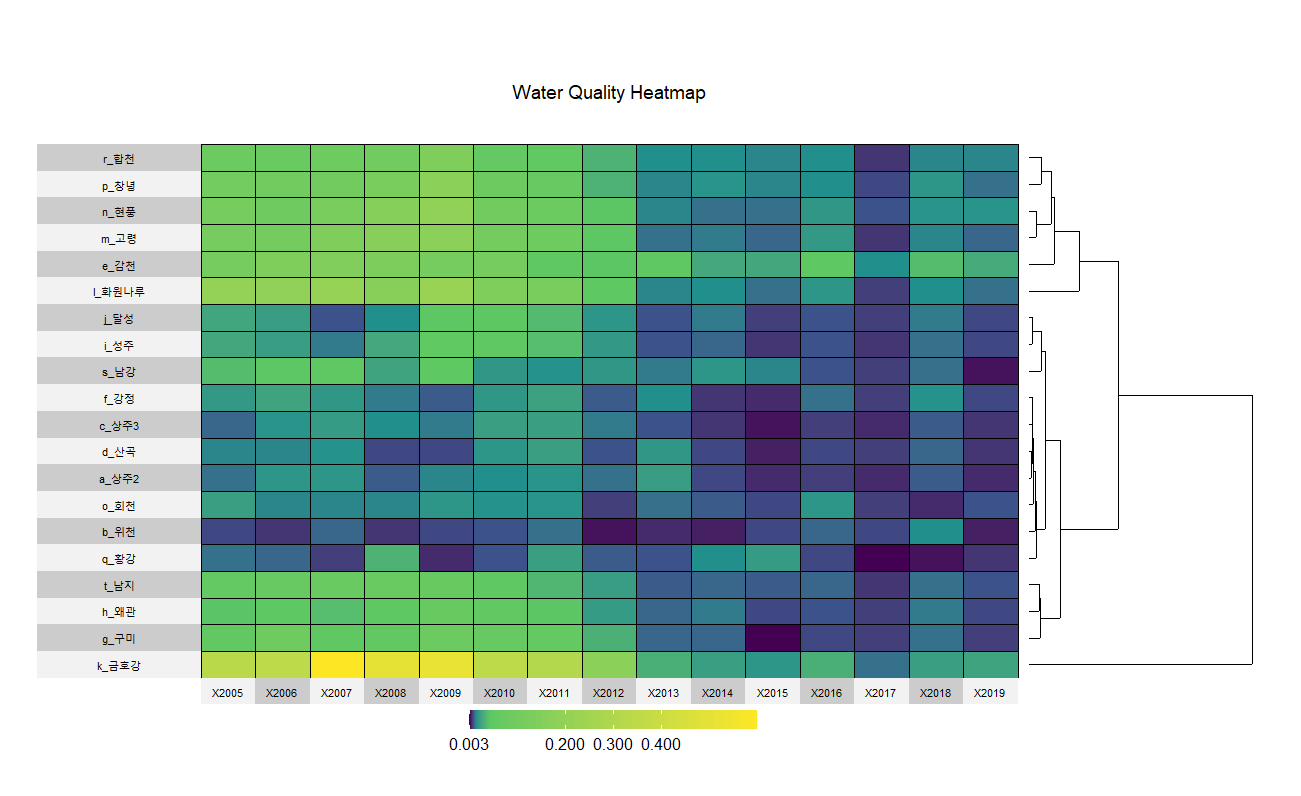 Water Quality Heatmap
r_합천
p_창녕
n_현풍
m_고령
e_감천
l_화원나루
j_달성
i_성주
s_남강
f_강정
c_상주3
d_산곡
a_상주2
o_회천
b_위천
q_황강
t_남지
h_왜관
g_구미
k_금호강
X2005 X2006 X2007 X2008 X2009 X2010 X2011 X2012 X2013 X2014 X2015 X2016 X2017 X2018 X2019
0.003 0.200 0.300 0.400